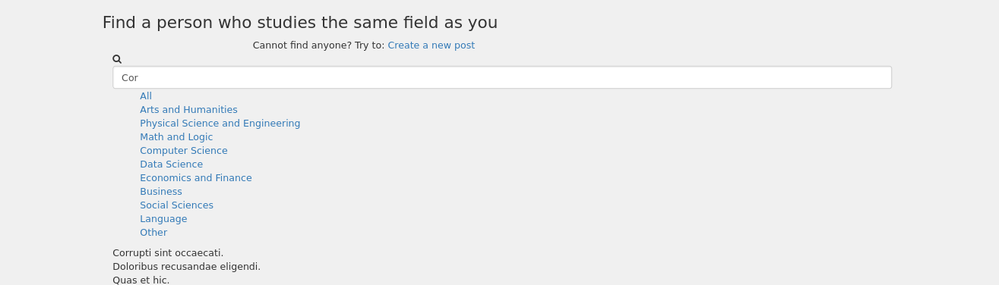 Find a person who studies the same field as you
Cannot find anyone? Try to: Create a new post
Cor
All
Arts and Humanities
Physical Science and Engineering
Math and Logic
Computer Science
Data Science
Economics and Finance
Business
Social Sciences
Language
Other
Corrupti sint occaecati.
Doloribus recusandae eligendi.
Quas et hic.